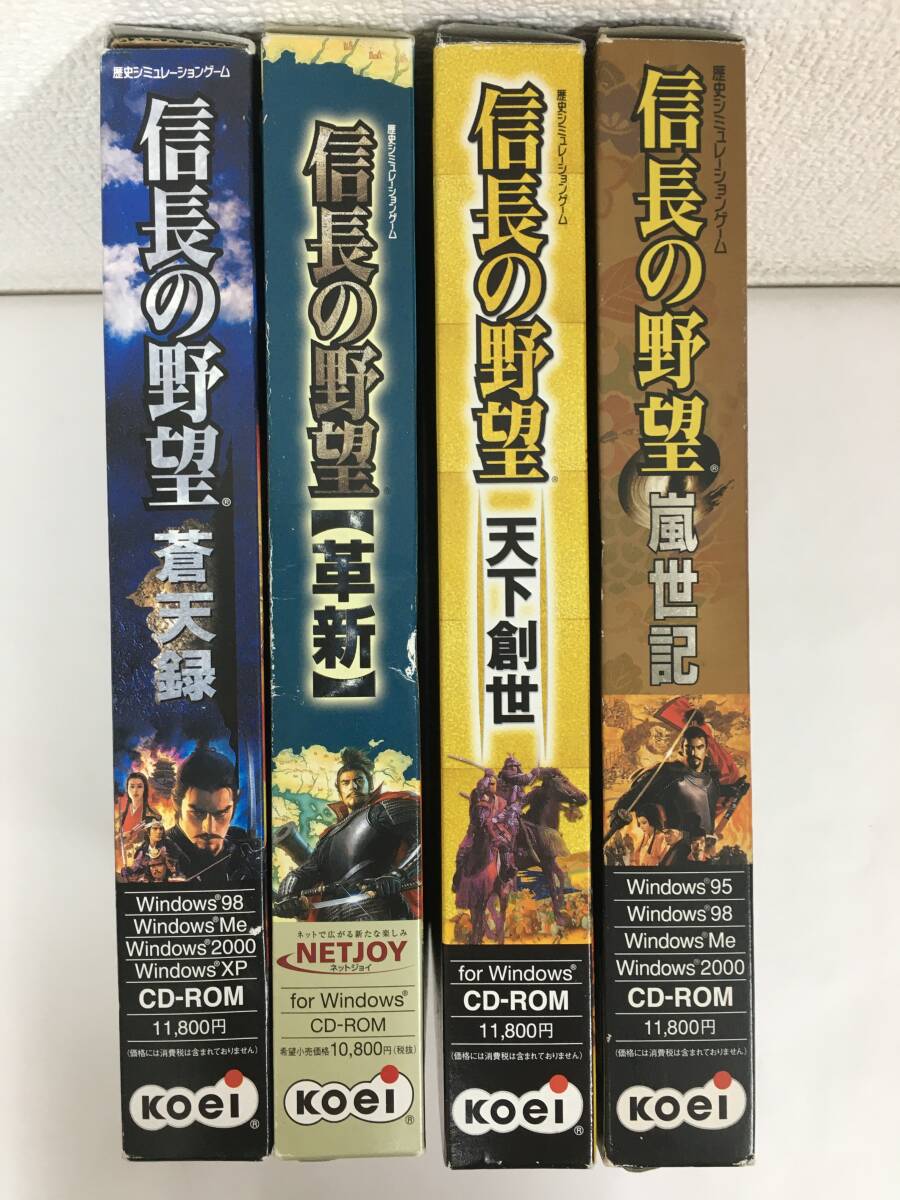 歴史シミュレーションゲーム
信長の野望®
蒼天録
Windows®98
Windows®Me
Windows®2000
Windows®XP
CD-ROM
11,800円
(価格には消費税は含まれておりません)
KOEI®
歴史シミュレーションゲーム
信長の野望®
【革新】
ネットで広がる新たな楽しみ
NETJOY
ネットジョイ
for Windows®
CD-ROM
希望小売価格10,800円(税抜)
KOEI®
歴史シミュレーションゲーム
信長の野望®
天下創世
for Windows®
CD-ROM
11,800円
(価格には消費税は含まれておりません)
KOEI®
歴史シミュレーションゲーム
信長の野望®
嵐世記
Windows®95
Windows®98
Windows®Me
Windows®2000
CD-ROM
11,800円
(価格には消費税は含まれておりません)
KOEI®